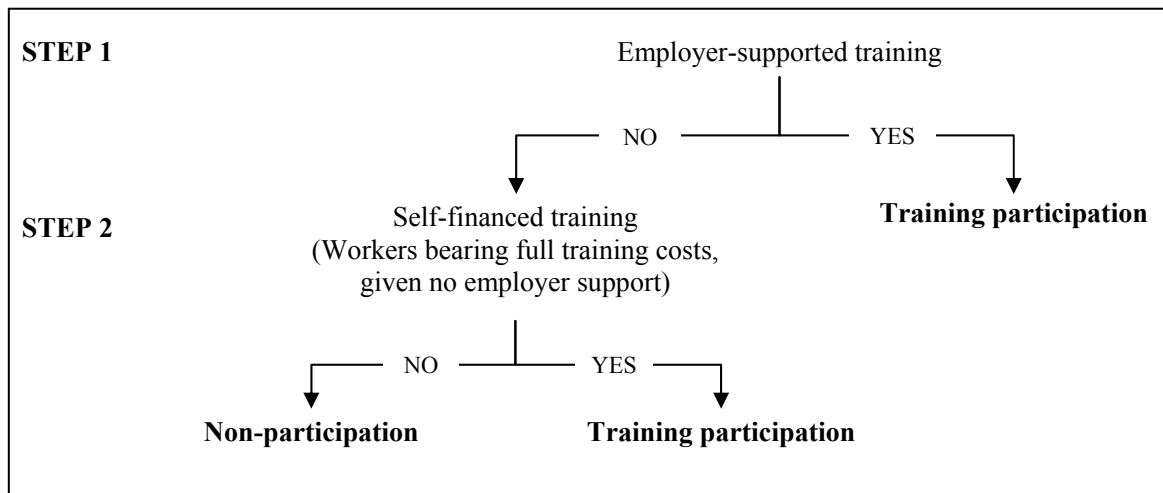 STEP 1
Employer-supported training
NO
YES
Training participation
STEP 2
Self-financed training
(Workers bearing full training costs,
given no employer support)
NO
YES
Non-participation
Training participation